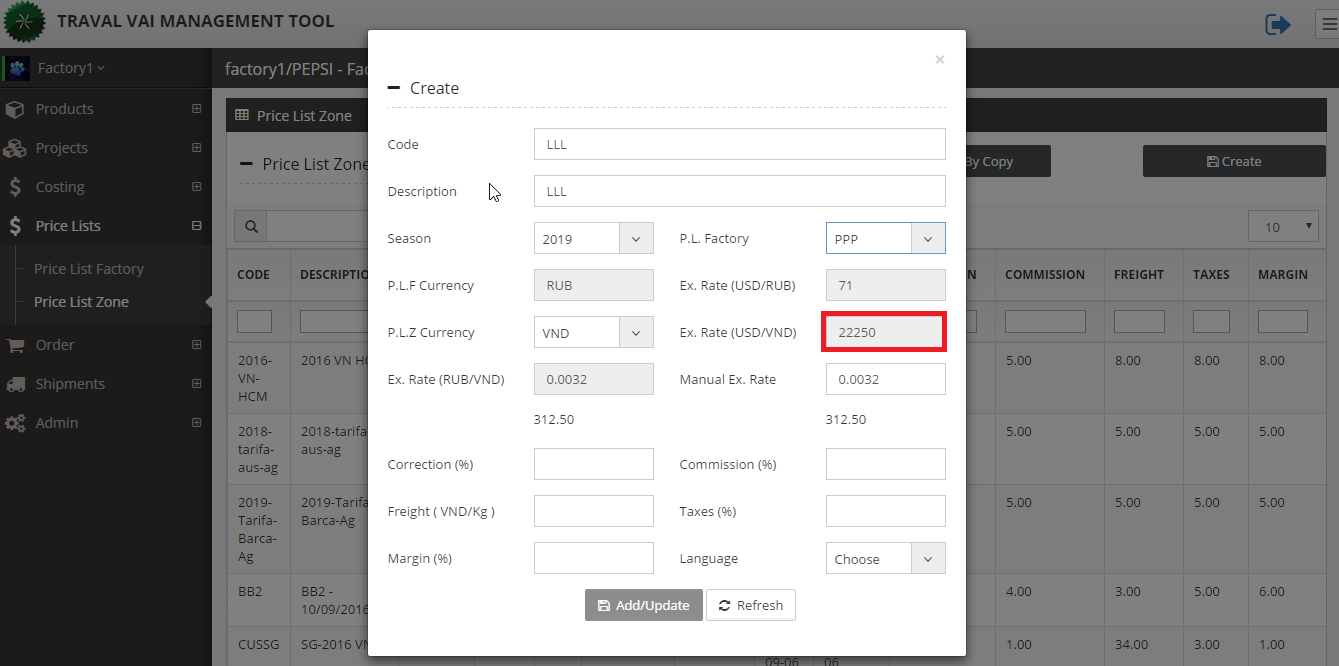 TRAVAL VAI MANAGEMENT TOOL
Factory1
factory1/PEPSI - Fac
Products
Projects
Costing
Price Lists
Price List Factory
Price List Zone
Order
Shipments
Admin
Price List Zone
Price List Zone
By Copy
Create
10
CODE DESCRIPTIO N COMMISSION FREIGHT TAXES MARGIN
2016-VN-HCM 2016 VN HC 5.00 8.00 8.00 8.00
2018-tarifa-aus-ag 2018-tarifa-aus-ag 5.00 5.00 5.00 5.00
2019-Tarifa-Barca-Ag 2019-Tarifa-Barca-Ag 5.00 5.00 5.00 5.00
BB2 BB2 - 10/09/2016 4.00 3.00 5.00 6.00
CUSSG SG-2016 VN 1.00 34.00 3.00 1.00
09-06 06
×
Create
Code LLL
Description LLL
Season 2019 P.L. Factory PPP
P.L.F Currency RUB Ex. Rate (USD/RUB) 71
P.L.Z Currency VND Ex. Rate (USD/VND) 22250
Ex. Rate (RUB/VND) 0.0032 Manual Ex. Rate 0.0032
312.50 312.50
Correction (%) Commission (%)
Freight ( VND/Kg ) Taxes (%)
Margin (%) Language Choose
Add/Update Refresh